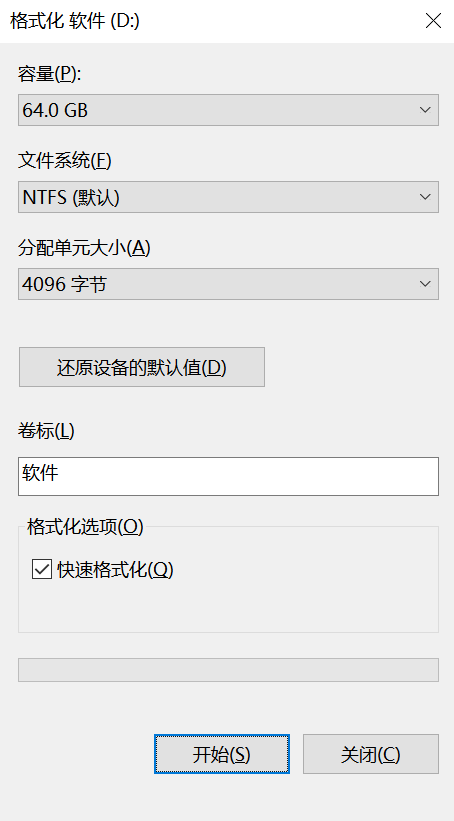 格式化 软件 (D:)
容量(P):
64.0 GB
文件系统(F)
NTFS (默认)
分配单元大小(A)
4096 字节
还原设备的默认值(D)
卷标(L)
软件
格式化选项(O)
快速格式化(Q)
开始(S)
关闭(C)